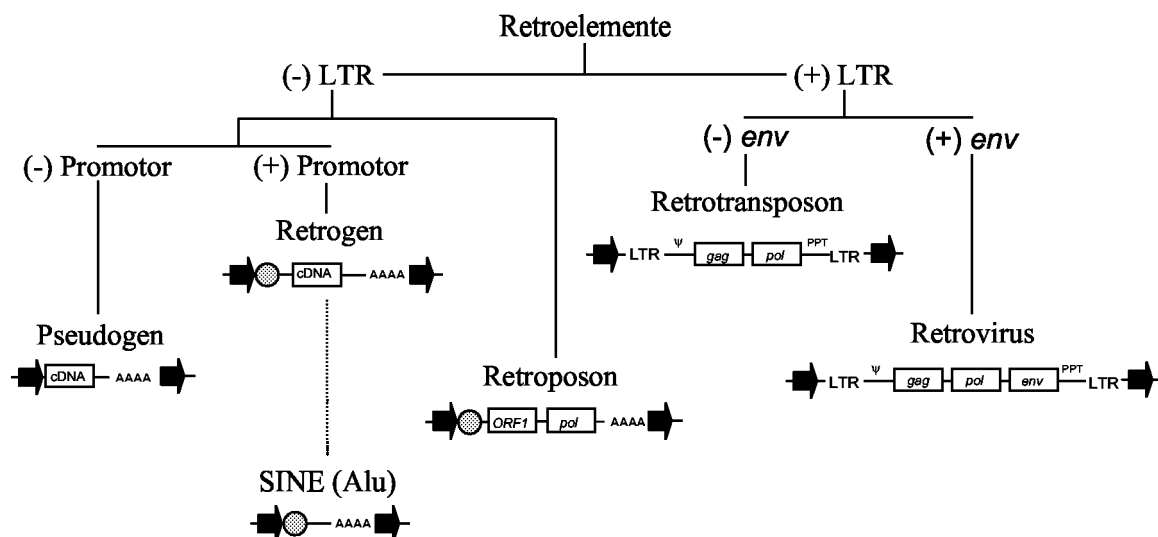 Retroelemente
(-) LTR
(+) LTR
(-) env
(+) env
(-) Promotor
(+) Promotor
Retrotransposon
Retrogen
LTR ψ gag pol PPT LTR
cDNA AAAA
Pseudogen
Retrovirus
cDNA AAAA
Retroposon
LTR ψ gag pol env PPT LTR
ORF1 pol AAAA
SINE (Alu)
AAAA